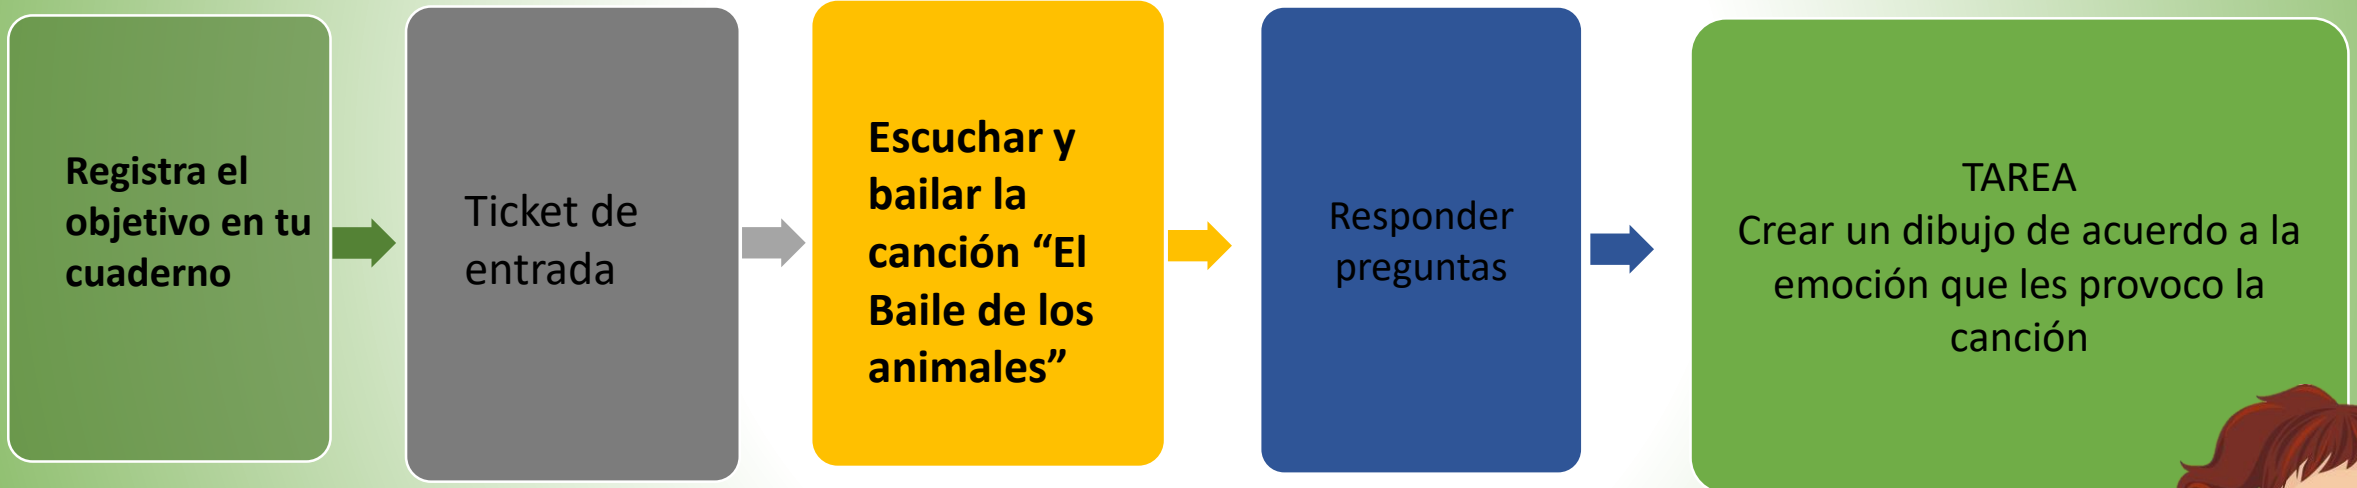 Registra el
objetivo en tu
cuaderno
Ticket de
entrada
Escuchar y
bailar la
canción “El
Baile de los
animales”
Responder
preguntas
TAREA
Crear un dibujo de acuerdo a la
emoción que les provoco la
canción